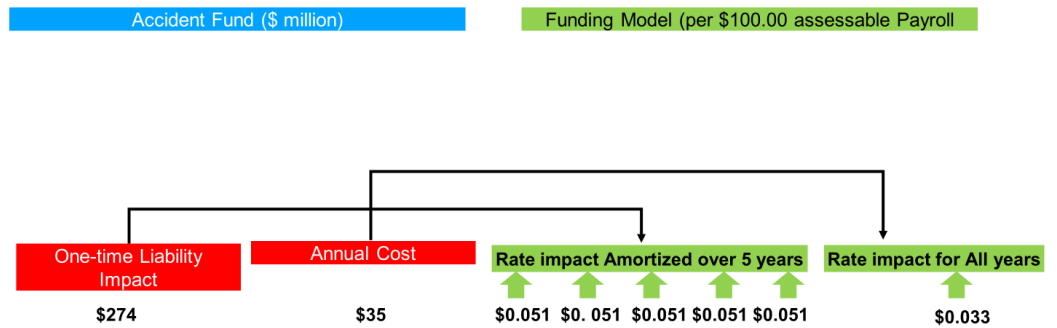 Accident Fund ($ million)
Funding Model (per $100.00 assessable Payroll
One-time Liability
Impact
Annual Cost
Rate impact Amortized over 5 years
Rate impact for All years
$274
$35
$0.051 $0. 051 $0.051 $0.051 $0.051
$0.033